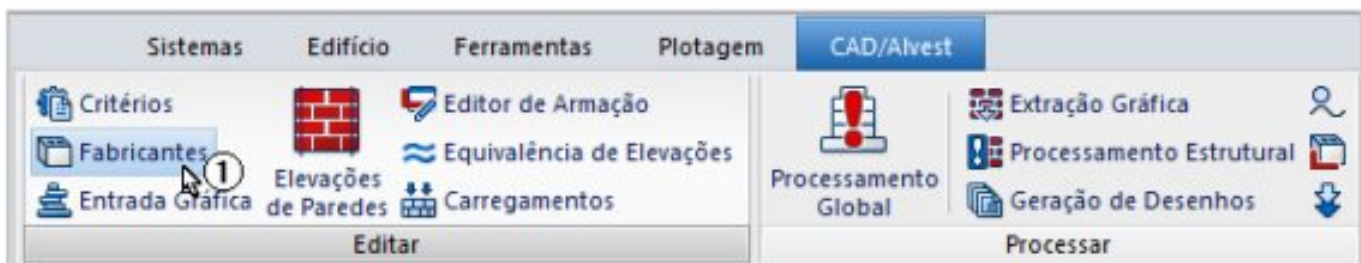 Sistemas Edifício Ferramentas Plotagem CAD/Alvest
Critérios
Fabricantes
1
Entrada Gráfica
Elevações
de Paredes
Editor de Armação
Equivalência de Elevações
Carregamentos
Editar
Processamento
Global
Extração Gráfica
Processamento Estrutural
Geração de Desenhos
Processar